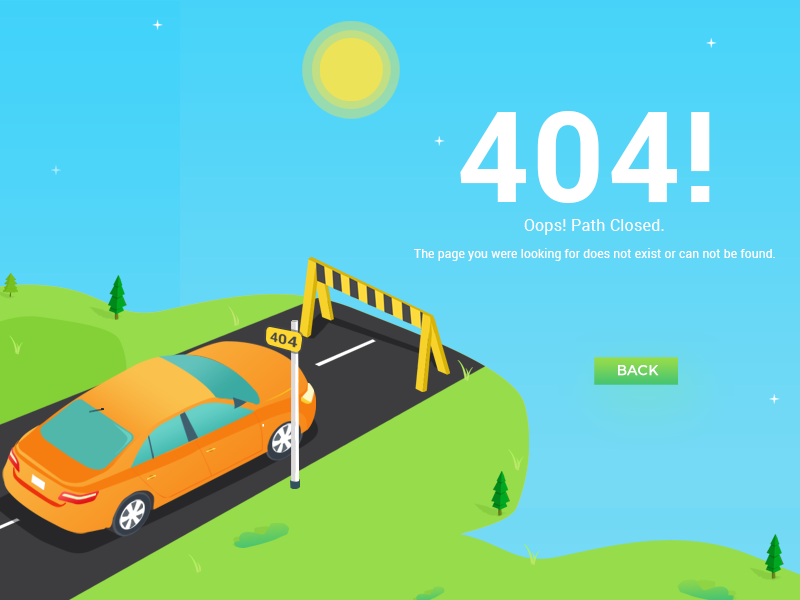 404!
Oops! Path Closed.
The page you were looking for does not exist or can not be found.
404
BACK